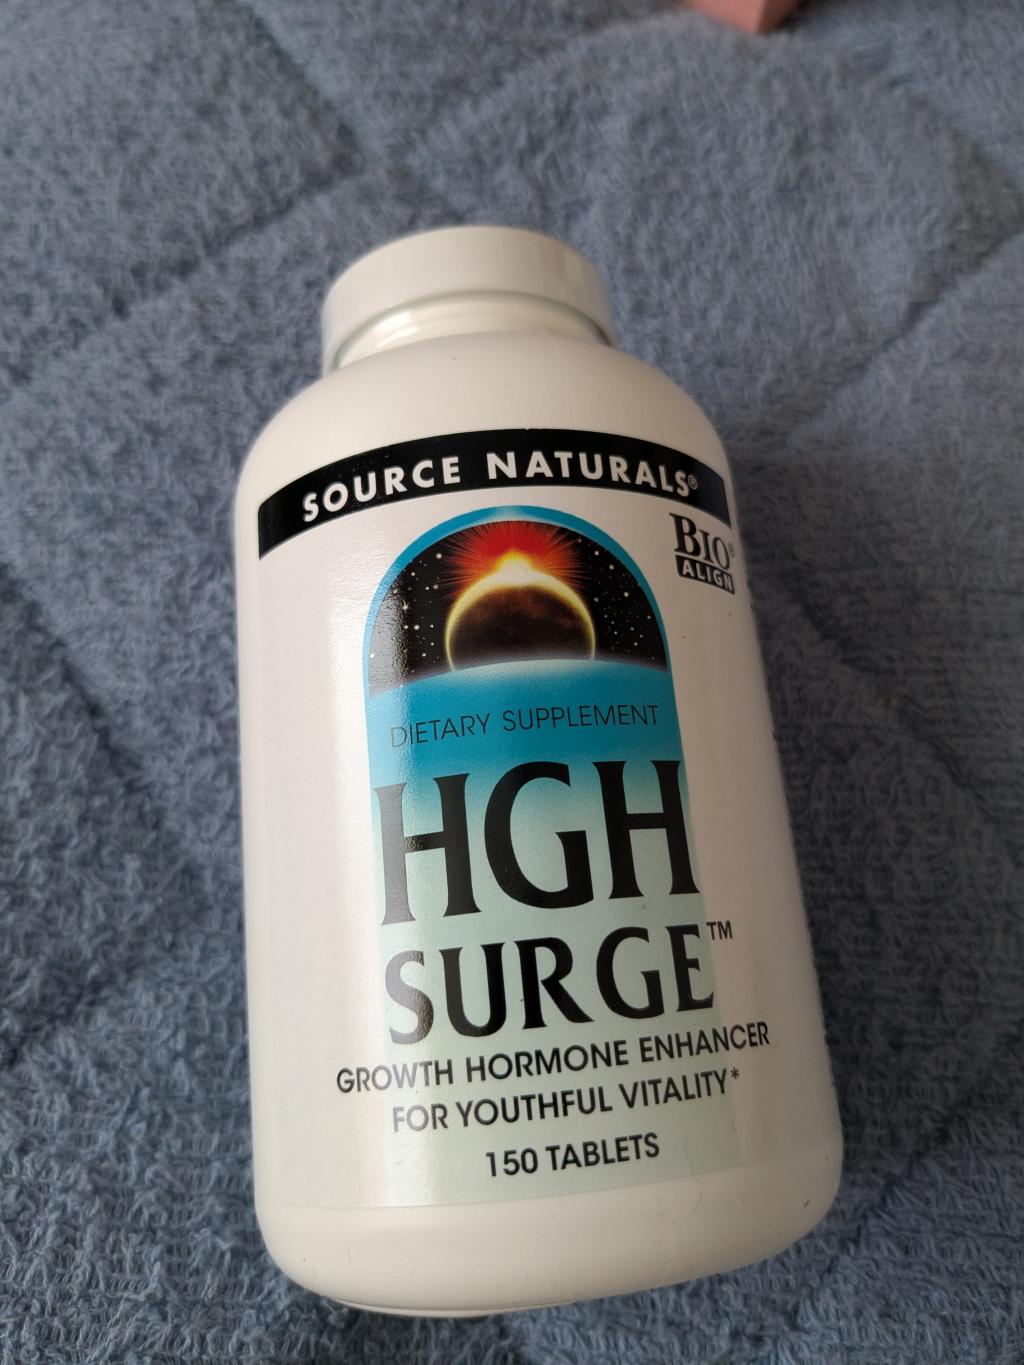 SOURCE NATURALS®
BIO®
ALIGN
DIETARY SUPPLEMENT
HGH
SURGE™
GROWTH HORMONE ENHANCER
FOR YOUTHFUL VITALITY*
150 TABLETS